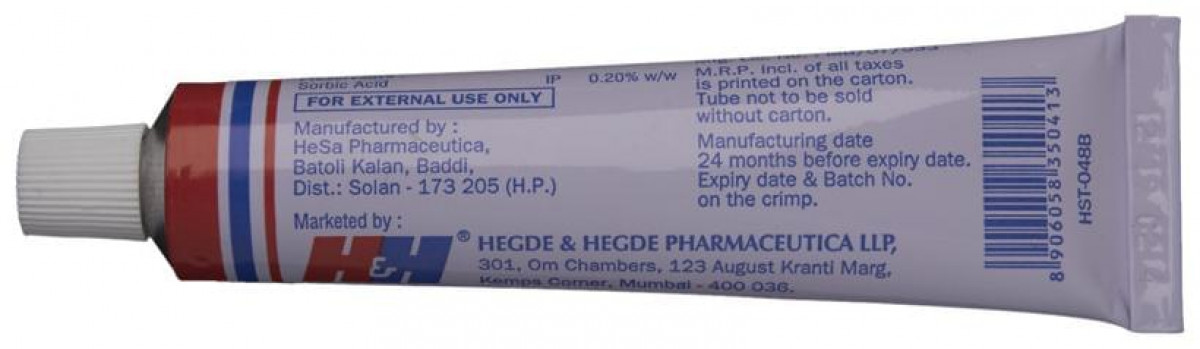 Sorbic Acid IP 0.20% w/w
FOR EXTERNAL USE ONLY
Manufactured by :
HeSa Pharmaceutica,
Batoli Kalan, Baddi,
Dist.: Solan - 173 205 (H.P.)
Marketed by :
H&H ®
HEGDE & HEGDE PHARMACEUTICA LLP,
301, Om Chambers, 123 August Kranti Marg,
Kemps Corner, Mumbai - 400 036.
M.R.P. Incl. of all taxes
is printed on the carton.
Tube not to be sold
without carton.
Manufacturing date
24 months before expiry date.
Expiry date & Batch No.
on the crimp.
8 906058 350413
HST-048B